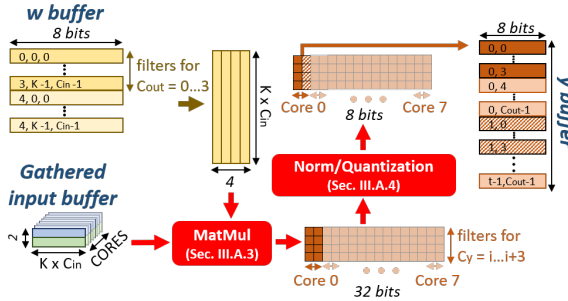 w buffer
8 bits
0, 0, 0
3, K -1, Cin -1
4, 0, 0
4, K -1, Cin -1
filters for
Cout = 0...3
K x Cin
4
Core 0
Core 7
8 bits
8 bits
0, 0
0, 3
0, 4
0, Cout-1
1, 0
1, 3
t-1,Cout-1
y buffer
Gathered
input buffer
2
K x Cin
CORES
MatMul
(Sec. III.A.3)
Norm/Quantization
(Sec. III.A.4)
Core 0
Core 7
32 bits
filters for
Cy = i...i+3